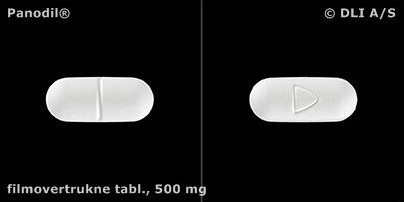 Panodil®
© DLI A/S
filmovertrukne tabl., 500 mg